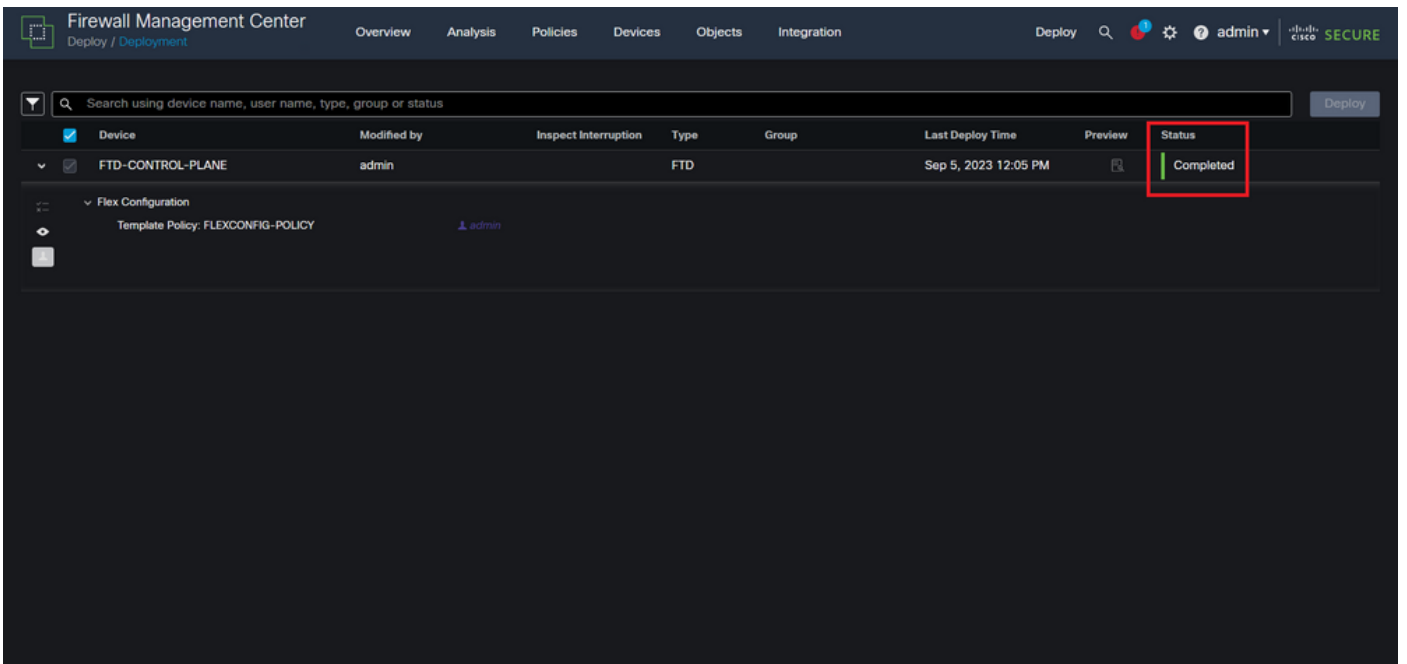 Firewall Management Center
Deploy / Deployment
Overview Analysis Policies Devices Objects Integration Deploy 1 ? admin cisco SECURE
Search using device name, user name, type, group or status Deploy
Device Modified by Inspect Interruption Type Group Last Deploy Time Preview Status
FTD-CONTROL-PLANE admin FTD Sep 5, 2023 12:05 PM Completed
Flex Configuration
Template Policy: FLEXCONFIG-POLICY admin